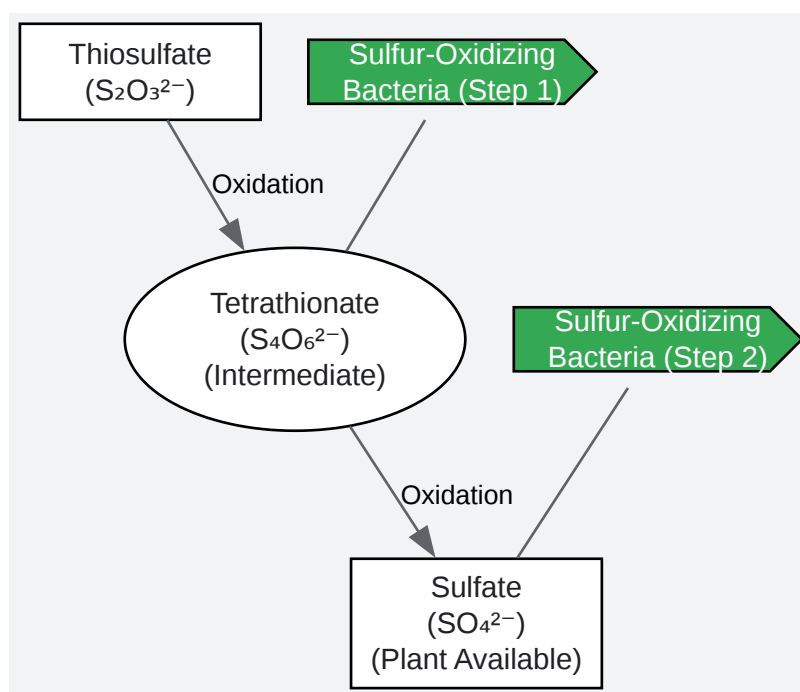 Thiosulfate
(S₂O₃²⁻)
Sulfur-Oxidizing
Bacteria (Step 1)
Oxidation
Tetrathionate
(S₄O₆²⁻)
(Intermediate)
Sulfur-Oxidizing
Bacteria (Step 2)
Oxidation
Sulfate
(SO₄²⁻)
(Plant Available)